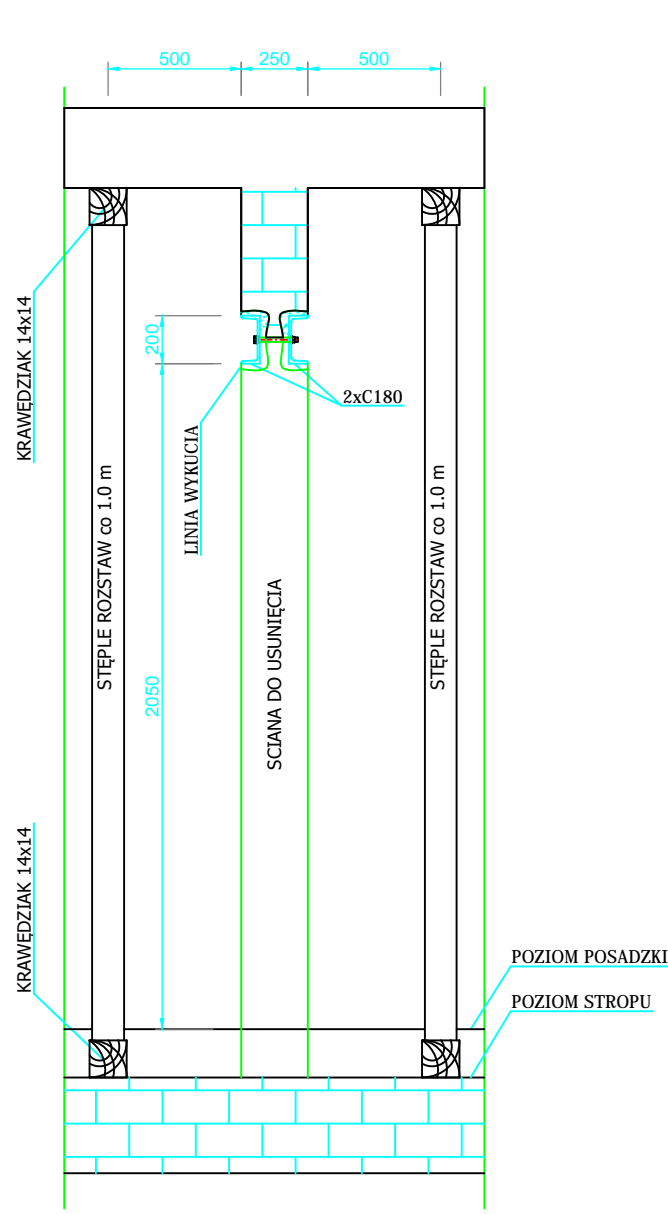 500
250
500
KRAWĘDZIAK 14x14
200
2xC180
LINIA WYKUCIA
STĘPLE ROZSTAW co 1.0 m
STĘPLE ROZSTAW co 1.0 m
SCIANA DO USUNIĘCIA
2050
KRAWĘDZIAK 14x14
POZIOM POSADZKI
POZIOM STROPU